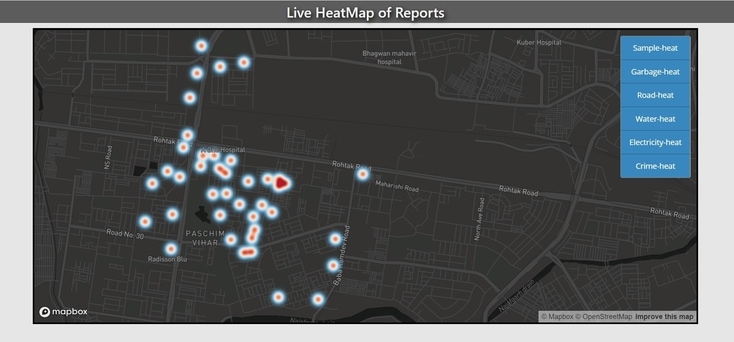 Live HeatMap of Reports
Kuber Hospital
Bhagwan mahavir
hospital
Sample-heat
Garbage-heat
Road-heat
Water-heat
Electricity-heat
Crime-heat
Rohtak
Hospital
NS Road
Rohtak Road
Maharishi Road
Rohtak Road
North Ave Road
Rohtak Road
Road No. 30
PASCHIM
VIHAR
Radisson Blu
Baba Ramdev Road
mapbox
© Mapbox © OpenStreetMap Improve this map